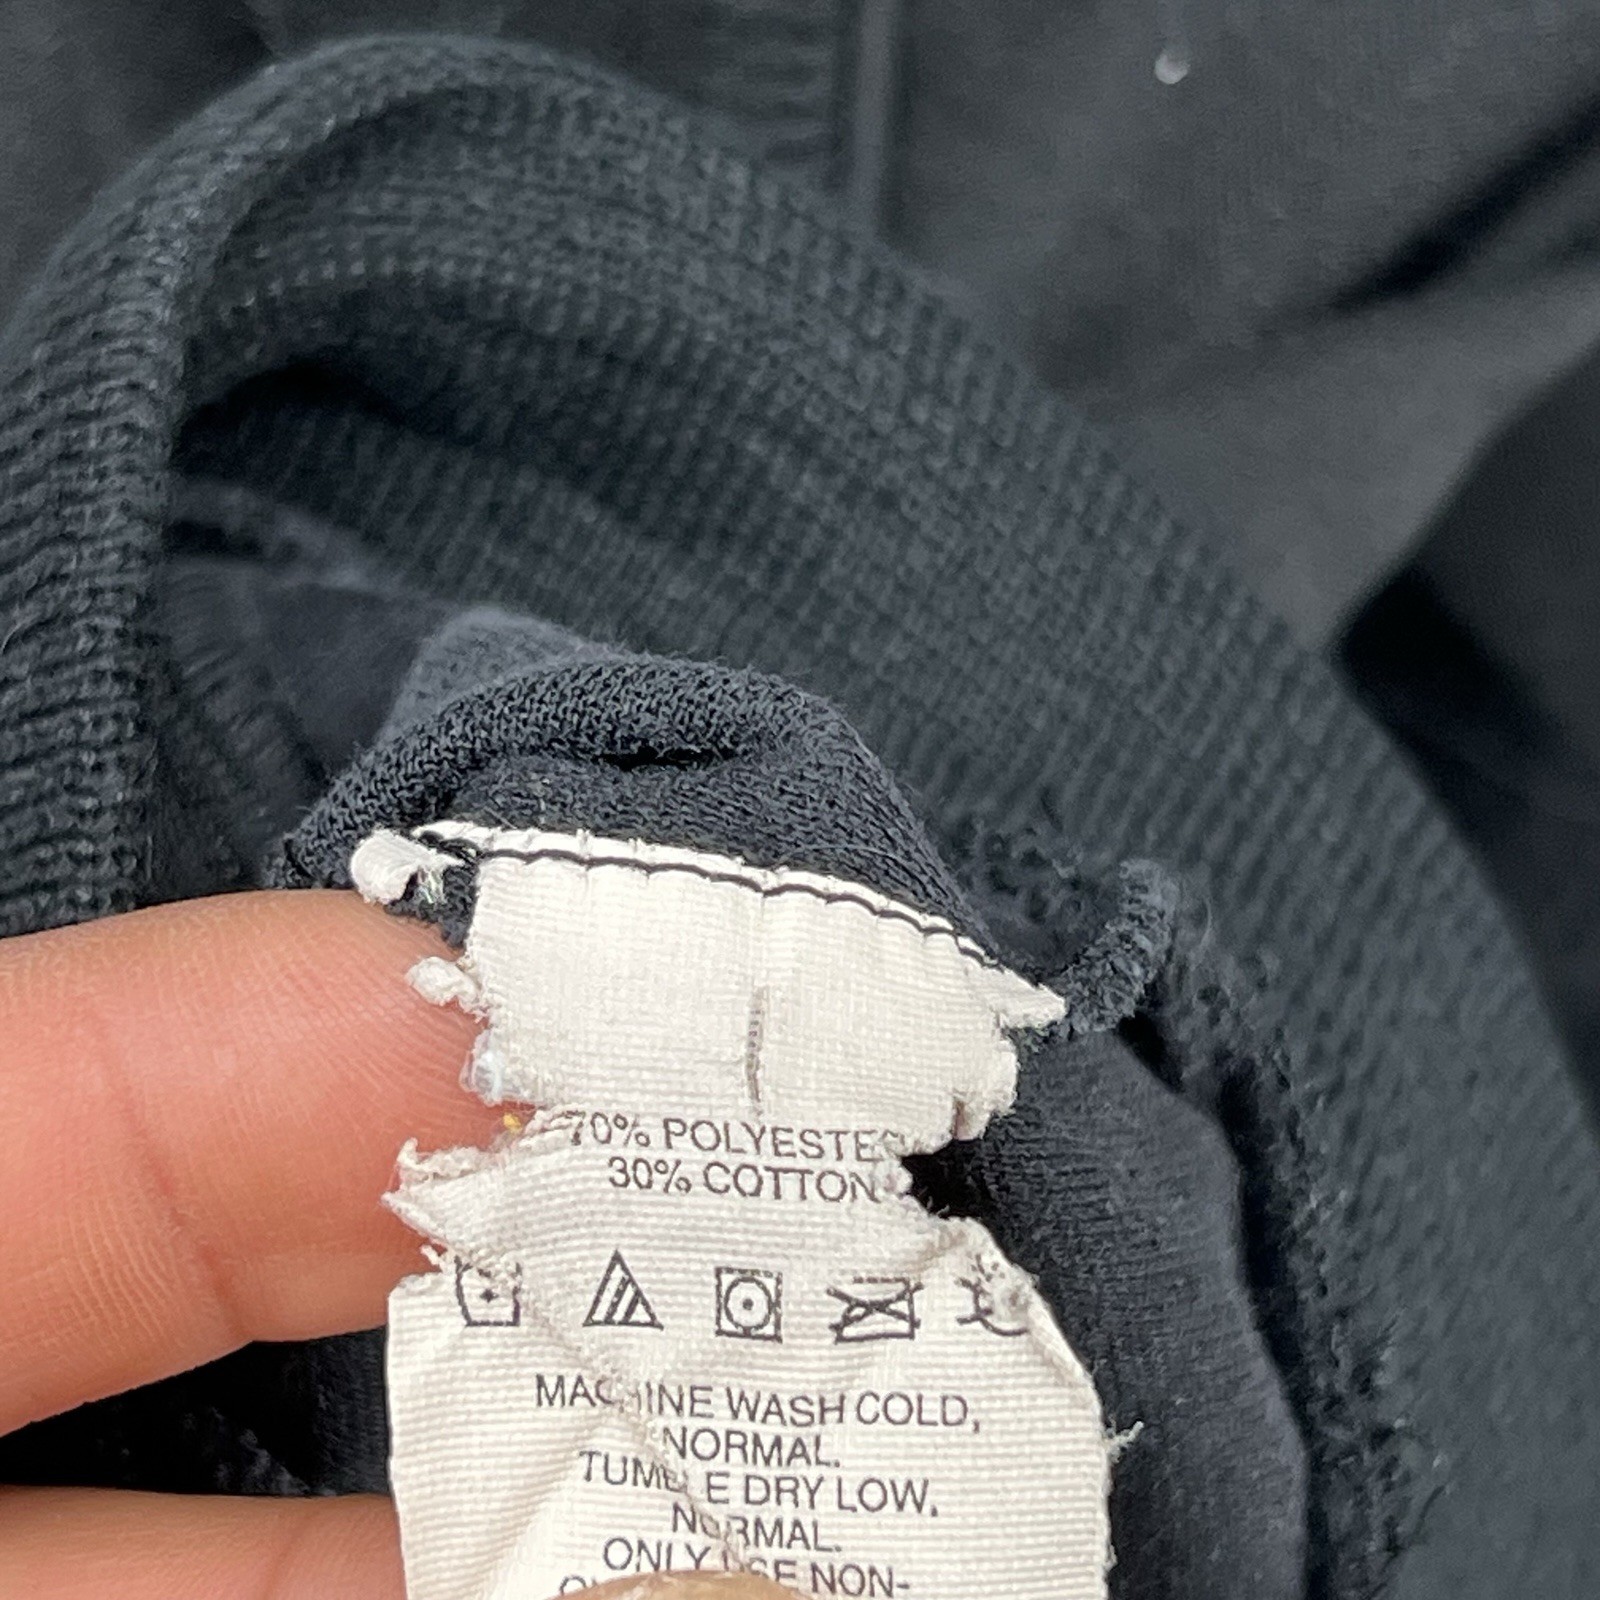 70% POLYESTER
30% COTTON
MACHINE WASH COLD,
NORMAL.
TUMBLE DRY LOW,
NORMAL.
ONLY USE NON-